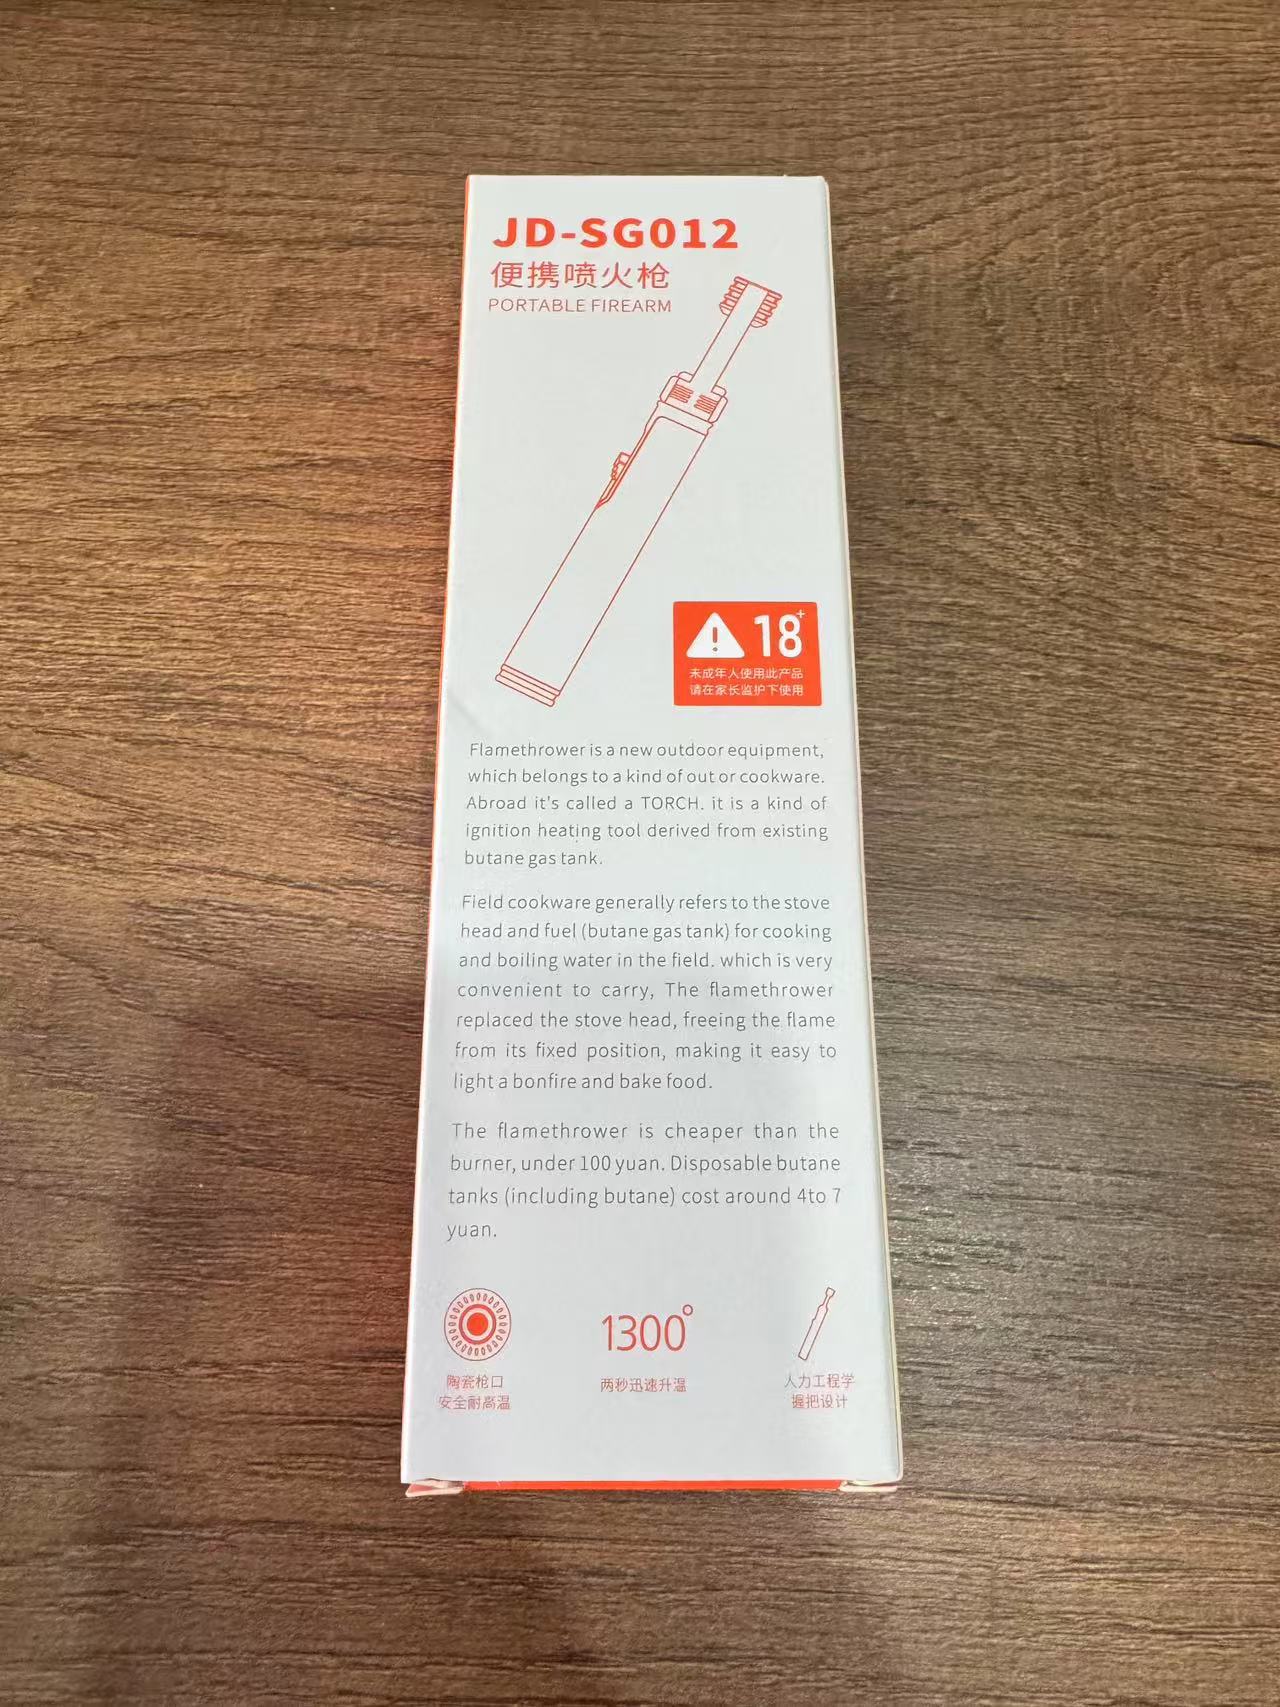 JD-SG012
便携喷火枪
PORTABLE FIREARM
18+
未成年人使用此产品
请在家长监护下使用
Flamethrower is a new outdoor equipment,
which belongs to a kind of out or cookware.
Abroad it's called a TORCH. it is a kind of
ignition heating tool derived from existing
butane gas tank.
Field cookware generally refers to the stove
head and fuel (butane gas tank) for cooking
and boiling water in the field. which is very
convenient to carry, The flamethrower
replaced the stove head, freeing the flame
from its fixed position, making it easy to
light a bonfire and bake food.
The flamethrower is cheaper than the
burner, under 100 yuan. Disposable butane
tanks (including butane) cost around 4to 7
yuan.
陶瓷枪口
安全耐高温
1300°
两秒迅速升温
人力工程学
握把设计